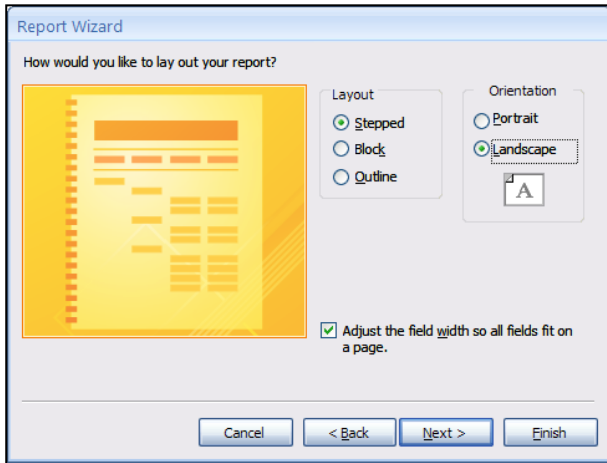 Report Wizard
How would you like to lay out your report?
Layout
Stepped
Block
Outline
Orientation
Portrait
Landscape
A
Adjust the field width so all fields fit on
a page.
Cancel
< Back
Next >
Finish